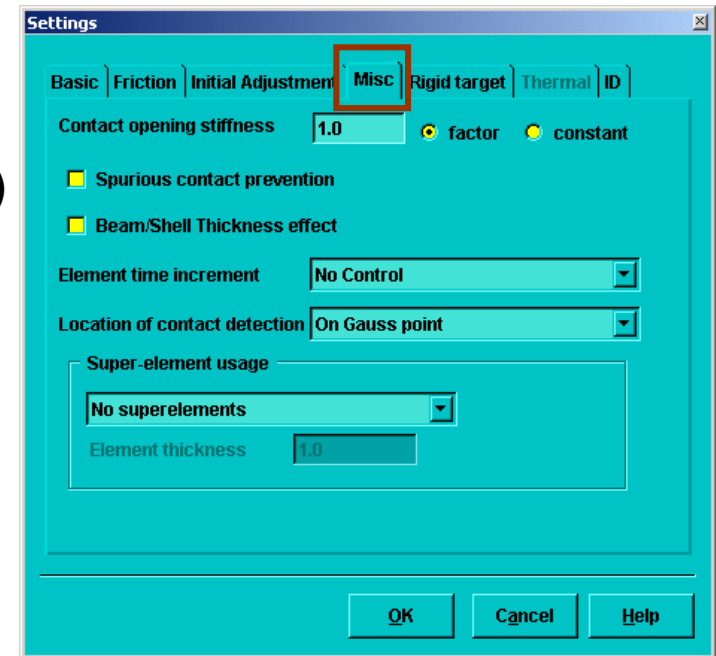 Settings
Basic Friction Initial Adjustment Misc Rigid target Thermal ID
Contact opening stiffness 1.0 factor constant
)
Spurious contact prevention
Beam/Shell Thickness effect
Element time increment No Control
Location of contact detection On Gauss point
Super-element usage
No superelements
Element thickness 1.0
OK Cancel Help